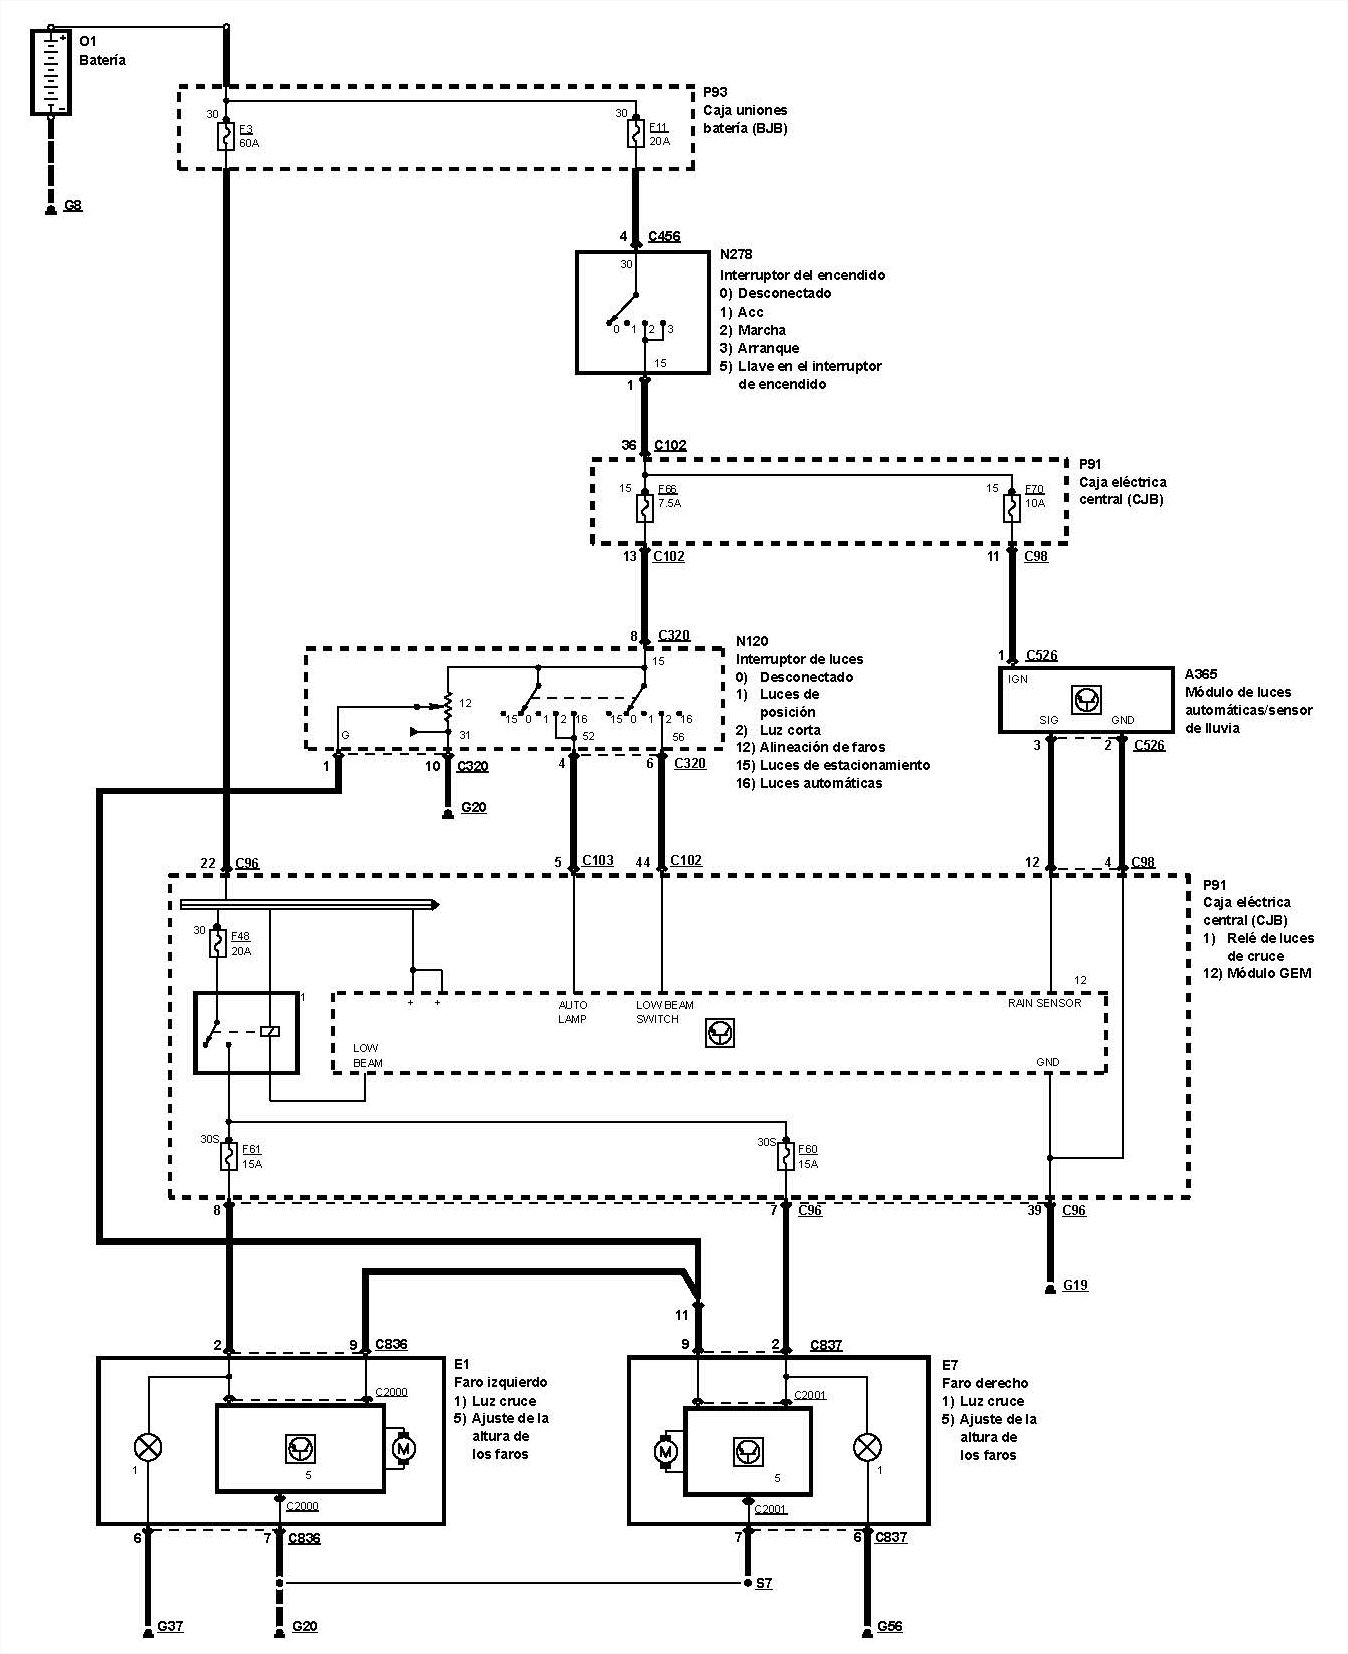 O1
Batería
+
-
G8
P93
Caja uniones
batería (BJB)
30
F3
60A
30
F11
20A
4 C456
30
N278
Interruptor del encendido
0) Desconectado
1) Acc
2) Marcha
3) Arranque
5) Llave en el interruptor
de encendido
0 1 2 3
15
1
36 C102
P91
Caja eléctrica
central (CJB)
15
F66
7.5A
15
F70
10A
13 C102
11 C98
8 C320
15
N120
Interruptor de luces
0) Desconectado
1) Luces de
posición
2) Luz corta
12) Alineación de faros
15) Luces de estacionamiento
16) Luces automáticas
12
15 0 1 2 16
15 0 1 2 16
G
31
52
56
1
10 C320
4
6 C320
G20
1 C526
IGN
SIG
GND
A365
Módulo de luces
automáticas/sensor
de lluvia
3
2 C526
22 C96
5 C103
44 C102
12
4 C98
P91
Caja eléctrica
central (CJB)
1) Relé de luces
de cruce
12) Módulo GEM
30
F48
20A
1
+
+
AUTO
LAMP
LOW BEAM
SWITCH
12
RAIN SENSOR
LOW
BEAM
GND
30S
F61
15A
30S
F60
15A
8
7 C96
39 C96
G19
11
2
9 C836
9
2 C837
E1
Faro izquierdo
1) Luz cruce
5) Ajuste de la
altura de
los faros
C2000
1
5
M
C2000
E7
Faro derecho
1) Luz cruce
5) Ajuste de la
altura de
los faros
C2001
M
5
1
C2001
6
7 C836
7
6 C837
S7
G37
G20
G56